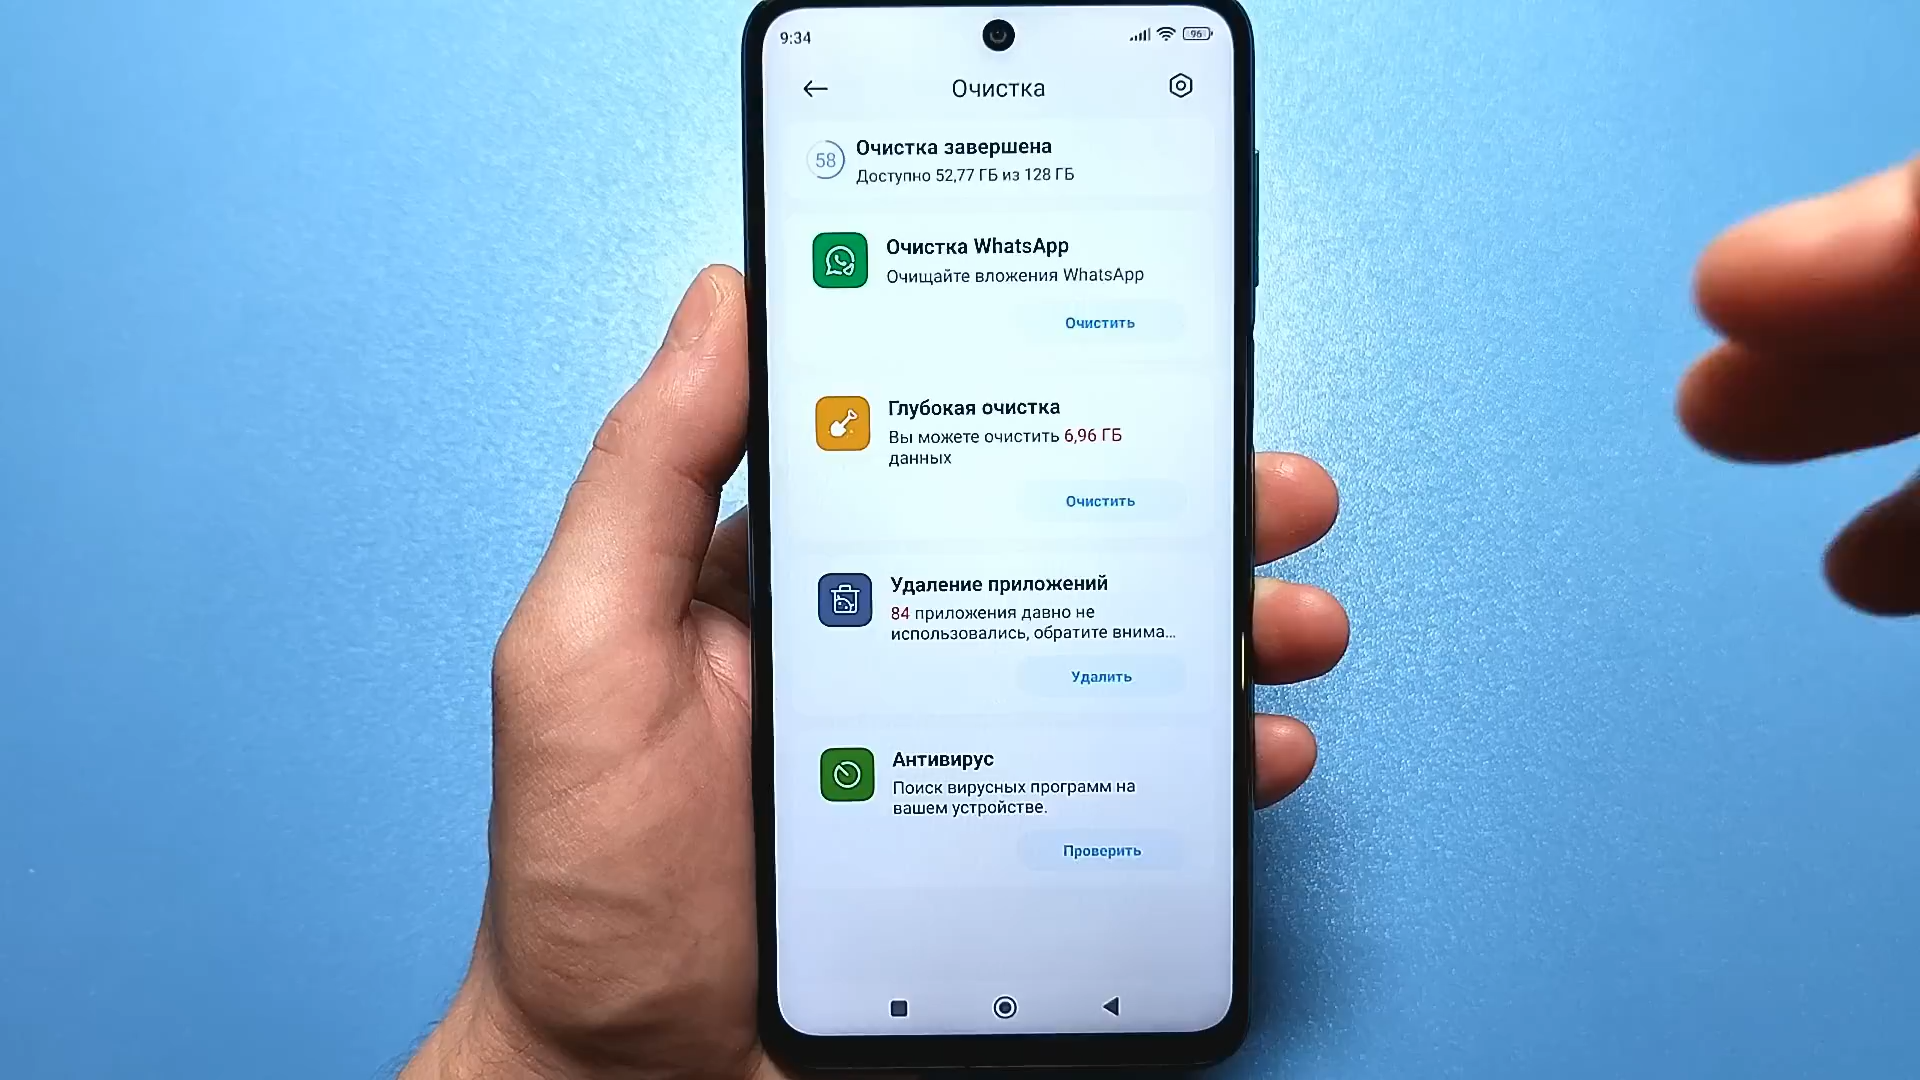 9:34
96
Очистка
58
Очистка завершена
Доступно 52,77 ГБ из 128 ГБ
Очистка WhatsApp
Очищайте вложения WhatsApp
Очистить
Глубокая очистка
Вы можете очистить 6,96 ГБ
данных
Очистить
Удаление приложений
84 приложения давно не
использовались, обратите внима...
Удалить
Антивирус
Поиск вирусных программ на
вашем устройстве.
Проверить